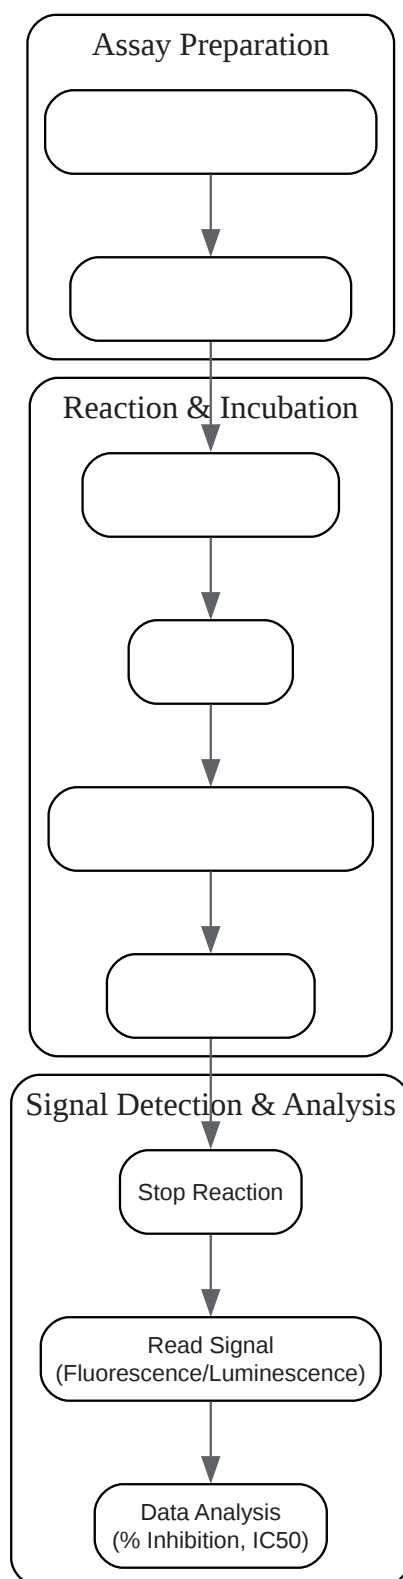 Assay Preparation
Reaction & Incubation
Signal Detection & Analysis
Stop Reaction
Read Signal
(Fluorescence/Luminescence)
Data Analysis
(% Inhibition, IC50)